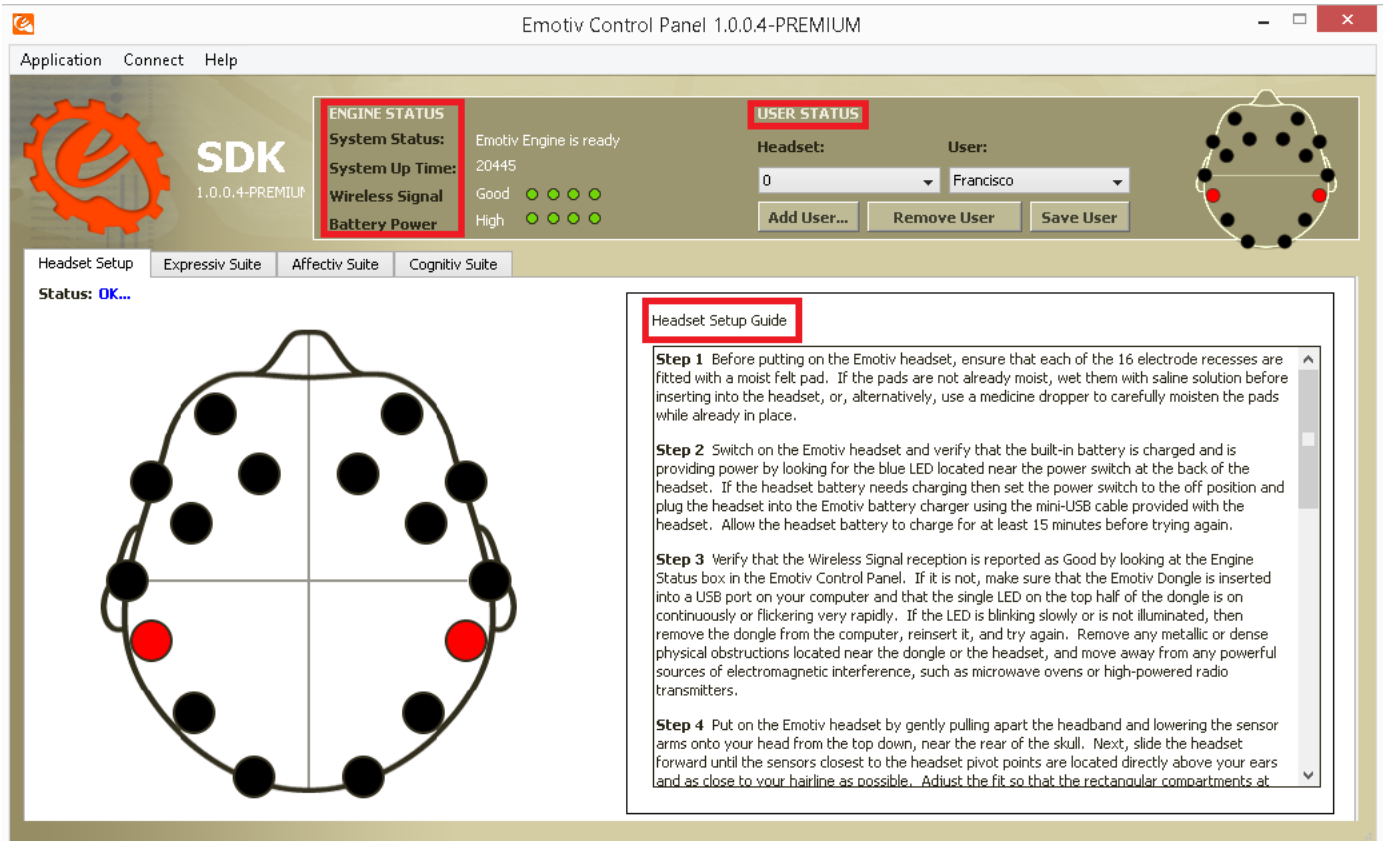 Emotiv Control Panel 1.0.0.4-PREMIUM
Application Connect Help
SDK
1.0.0.4-PREMIUM
ENGINE STATUS
System Status: Emotiv Engine is ready
System Up Time: 20445
Wireless Signal Good
Battery Power High
USER STATUS
Headset: User:
0 Francisco
Add User... Remove User Save User
Headset Setup Expressiv Suite Affectiv Suite Cognitiv Suite
Status: OK...
Headset Setup Guide
Step 1 Before putting on the Emotiv headset, ensure that each of the 16 electrode recesses are
fitted with a moist felt pad. If the pads are not already moist, wet them with saline solution before
inserting into the headset, or, alternatively, use a medicine dropper to carefully moisten the pads
while already in place.
Step 2 Switch on the Emotiv headset and verify that the built-in battery is charged and is
providing power by looking for the blue LED located near the power switch at the back of the
headset. If the headset battery needs charging then set the power switch to the off position and
plug the headset into the Emotiv battery charger using the mini-USB cable provided with the
headset. Allow the headset battery to charge for at least 15 minutes before trying again.
Step 3 Verify that the Wireless Signal reception is reported as Good by looking at the Engine
Status box in the Emotiv Control Panel. If it is not, make sure that the Emotiv Dongle is inserted
into a USB port on your computer and that the single LED on the top half of the dongle is on
continuously or flickering very rapidly. If the LED is blinking slowly or is not illuminated, then
remove the dongle from the computer, reinsert it, and try again. Remove any metallic or dense
physical obstructions located near the dongle or the headset, and move away from any powerful
sources of electromagnetic interference, such as microwave ovens or high-powered radio
transmitters.
Step 4 Put on the Emotiv headset by gently pulling apart the headband and lowering the sensor
arms onto your head from the top down, near the rear of the skull. Next, slide the headset
forward until the sensors closest to the headset pivot points are located directly above your ears
and as close to your hairline as possible. Adjust the fit so that the rectangular compartments at